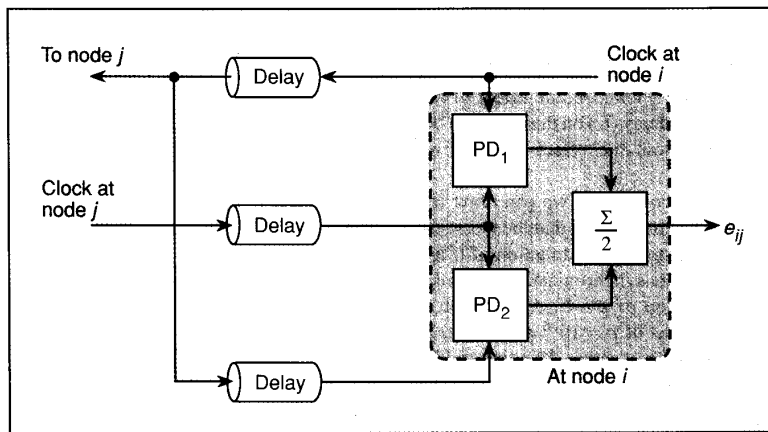 To node j
Delay
Clock at
node i
PD1
Clock at
node j
Delay
Σ
2
eij
PD2
Delay
At node i